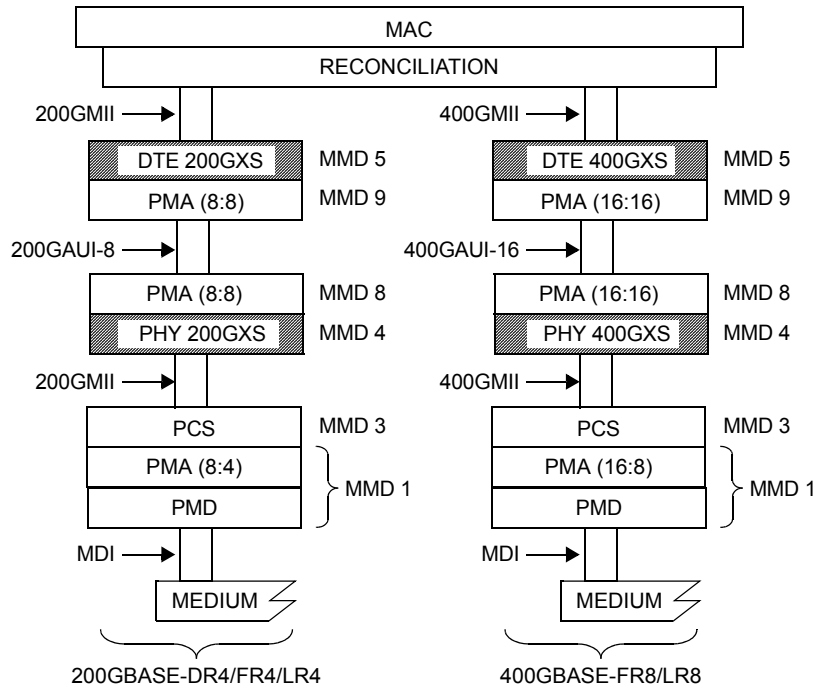 MAC
RECONCILIATION
200GMII
400GMII
DTE 200GXS MMD 5
DTE 400GXS MMD 5
PMA (8:8) MMD 9
PMA (16:16) MMD 9
200GAUI-8
400GAUI-16
PMA (8:8) MMD 8
PMA (16:16) MMD 8
PHY 200GXS MMD 4
PHY 400GXS MMD 4
200GMII
400GMII
PCS MMD 3
PCS MMD 3
PMA (8:4)
PMA (16:8)
MMD 1
MMD 1
PMD
PMD
MDI
MDI
MEDIUM
MEDIUM
200GBASE-DR4/FR4/LR4
400GBASE-FR8/LR8